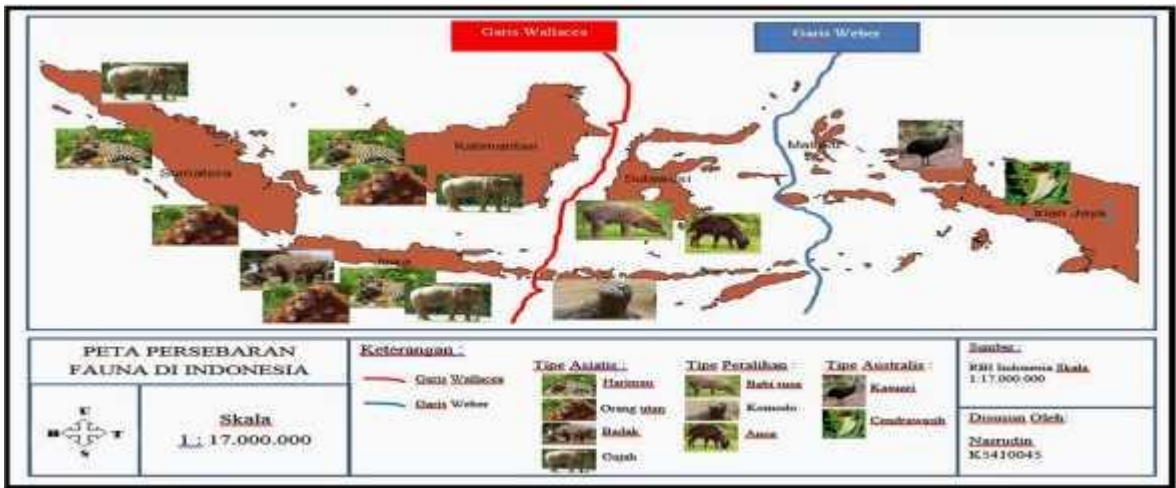 Garis Wallacea
Garis Weber
Kalimantan
Sumatera
Sulawesi
Maluku
Irian Jaya
Jawa
PETA PERSEBARAN
FAUNA DI INDONESIA
U
B T
S
Skala
1 : 17.000.000
Keterangan :
Garis Wallacea
Garis Weber
Tipe Asiatis :
Harimau
Orang utan
Badak
Gajah
Tipe Peralihan :
Babi rusa
Komodo
Anoa
Tipe Australis :
Kasuari
Cendrawasih
Sumber :
RBI Indonesia Skala
1:17.000.000
Disusun Oleh:
Nasrudin
K5410045